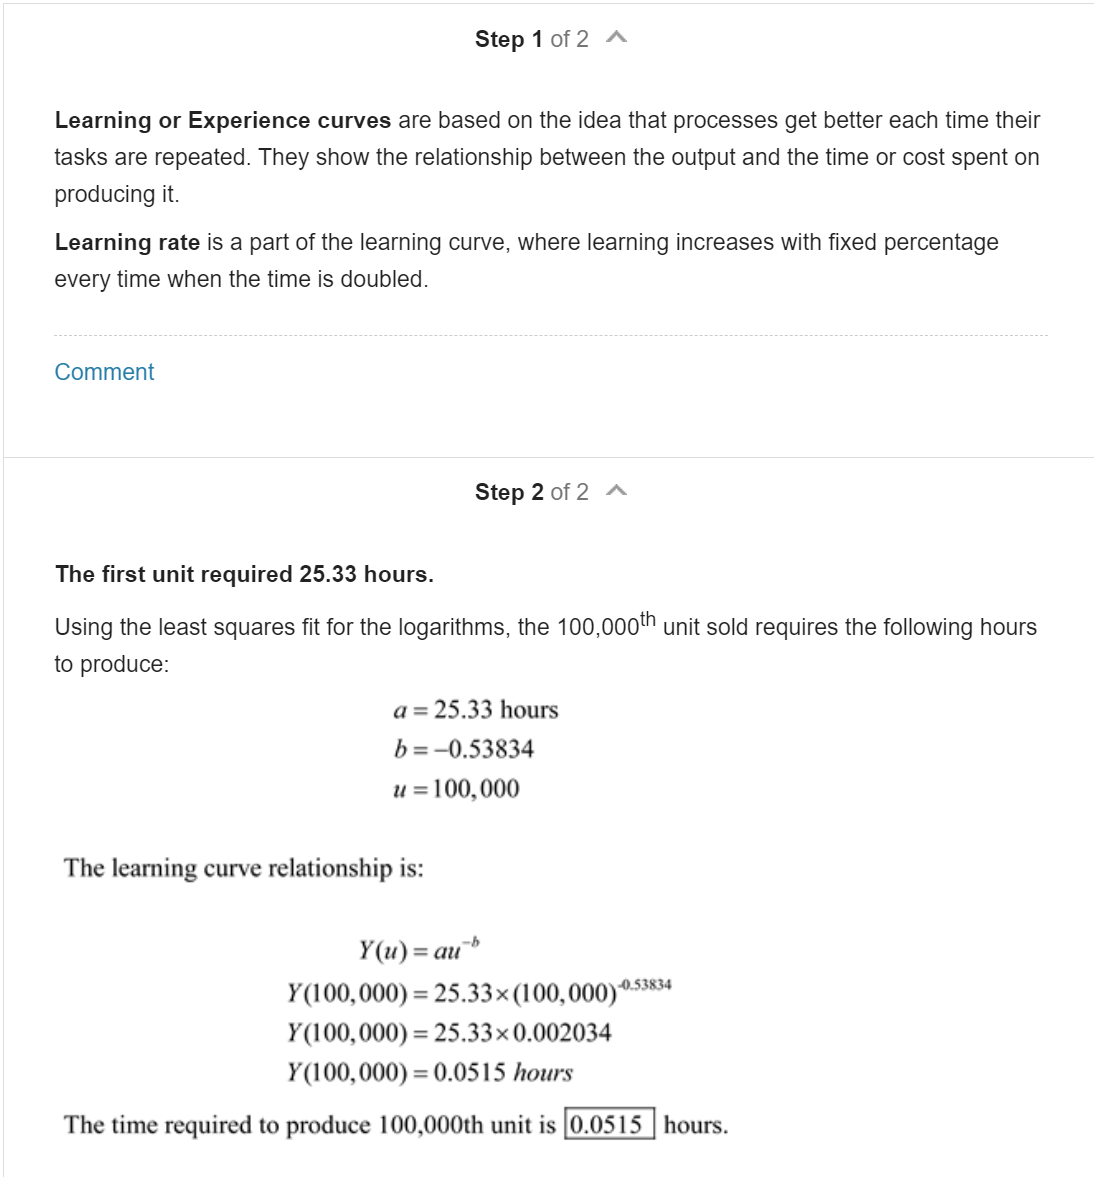 Step 1 of 2
Learning or Experience curves are based on the idea that processes get better each time their
tasks are repeated. They show the relationship between the output and the time or cost spent on
producing it.
Learning rate is a part of the learning curve, where learning increases with fixed percentage
every time when the time is doubled.
Comment
Step 2 of 2
The first unit required 25.33 hours.
Using the least squares fit for the logarithms, the 100,000th unit sold requires the following hours
to produce:
a = 25.33 hours
b = −0.53834
u = 100,000
The learning curve relationship is:
Y(u) = au^−b
Y(100,000) = 25.33×(100,000)^−0.53834
Y(100,000) = 25.33×0.002034
Y(100,000) = 0.0515 hours
The time required to produce 100,000th unit is 0.0515 hours.